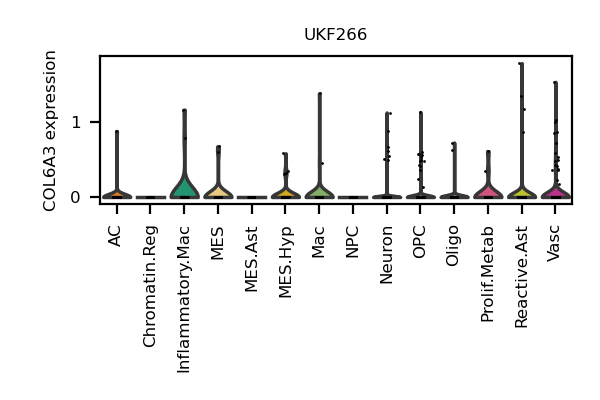 UKF266
COL6A3 expression
1
0
AC
Chromatin.Reg
Inflammatory.Mac
MES
MES.Ast
MES.Hyp
Mac
NPC
Neuron
OPC
Oligo
Prolif.Metab
Reactive.Ast
Vasc